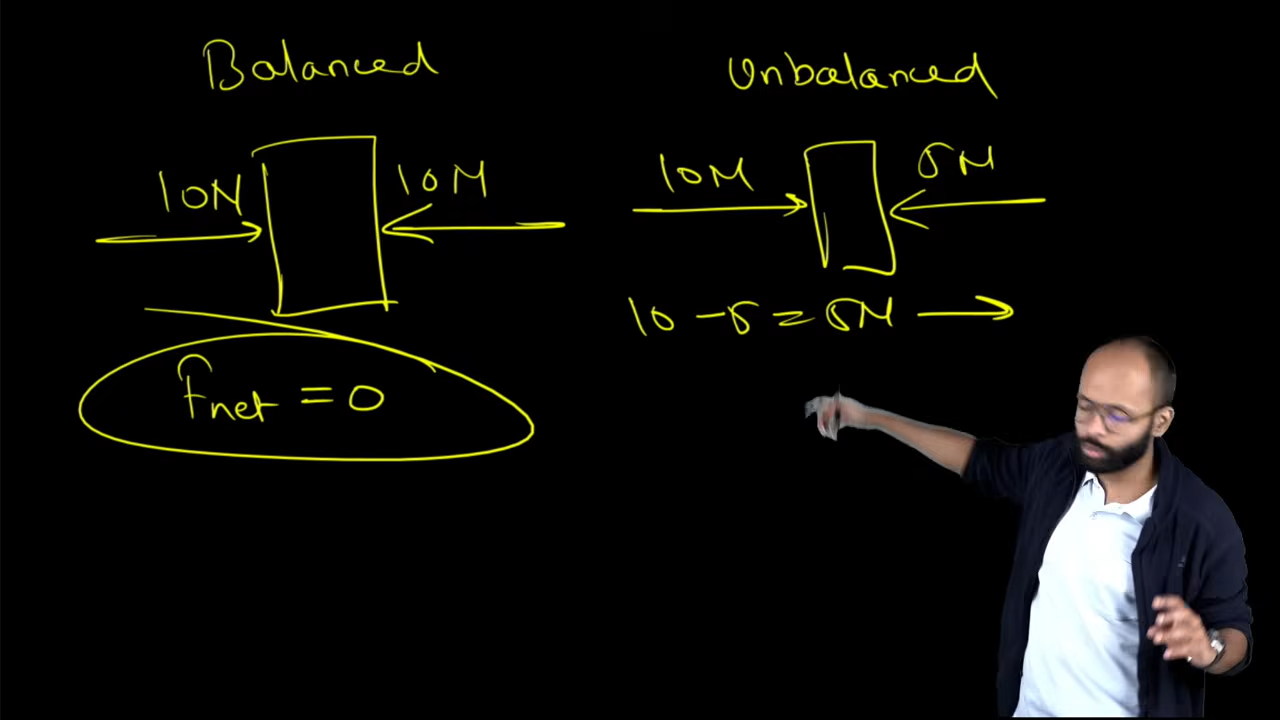 Balanced
10N 10N
Fnet = 0
Unbalanced
10N 5N
10 - 5 = 5N